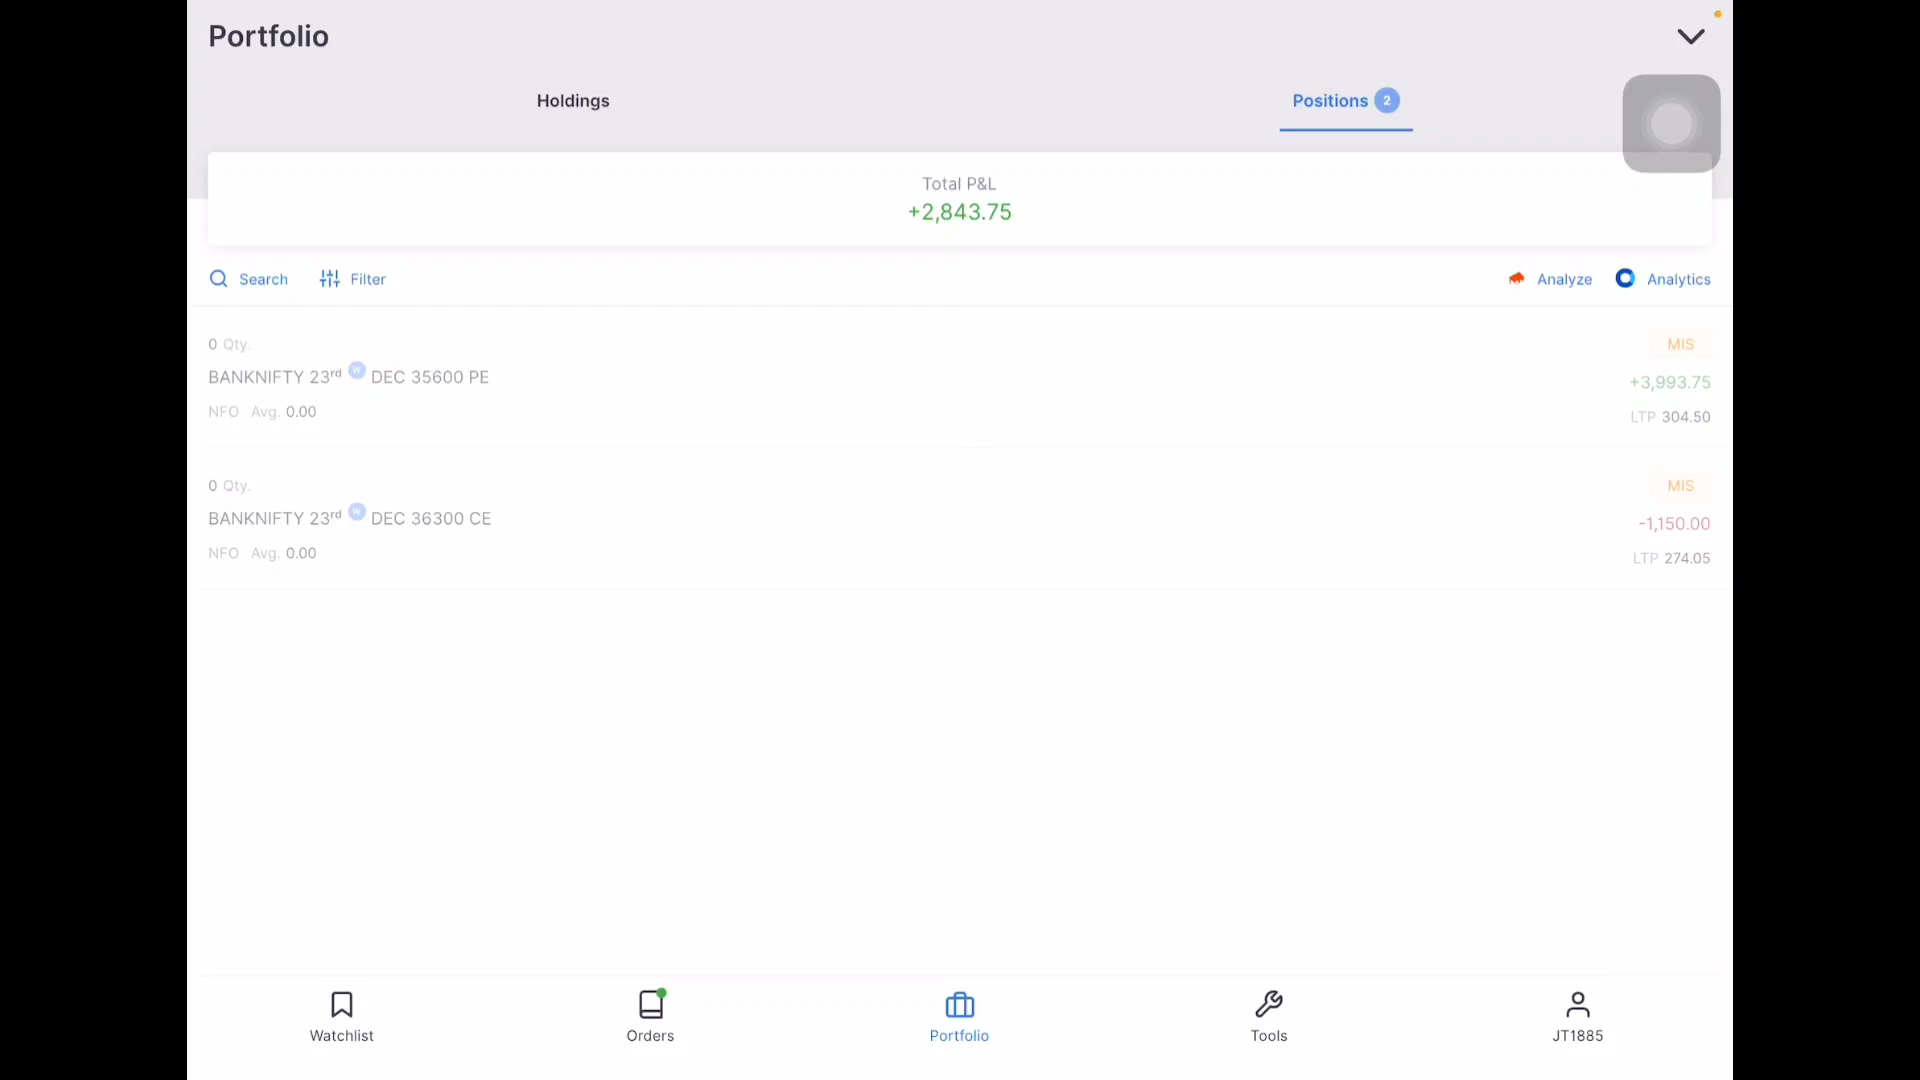 Portfolio
Holdings
Positions 2
Total P&L
+2,843.75
Search
Filter
Analyze
Analytics
0 Qty.
MIS
BANKNIFTY 23rd W DEC 35600 PE
+3,993.75
NFO Avg. 0.00
LTP 304.50
0 Qty.
MIS
BANKNIFTY 23rd W DEC 36300 CE
-1,150.00
NFO Avg. 0.00
LTP 274.05
Watchlist
Orders
Portfolio
Tools
JT1885